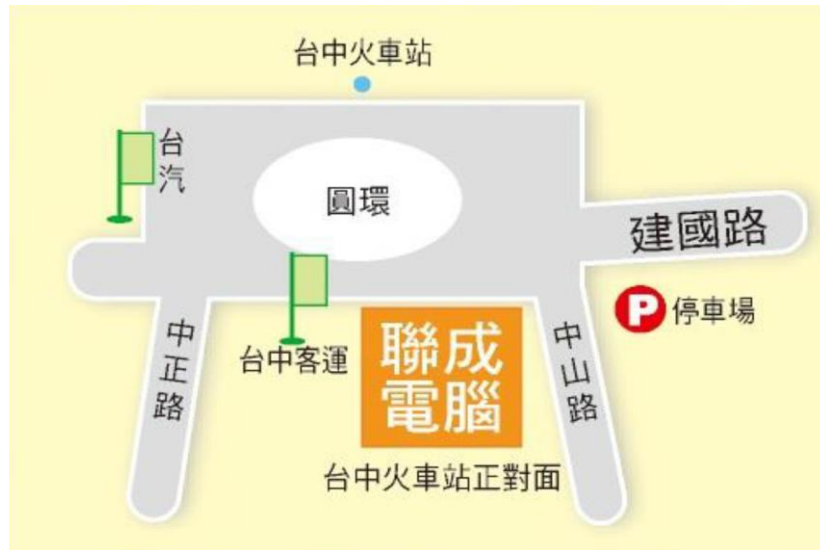 台中火車站
台汽
圓環
建國路
停車場
中正路
台中客運
聯成
電腦
中山路
台中火車站正對面
P